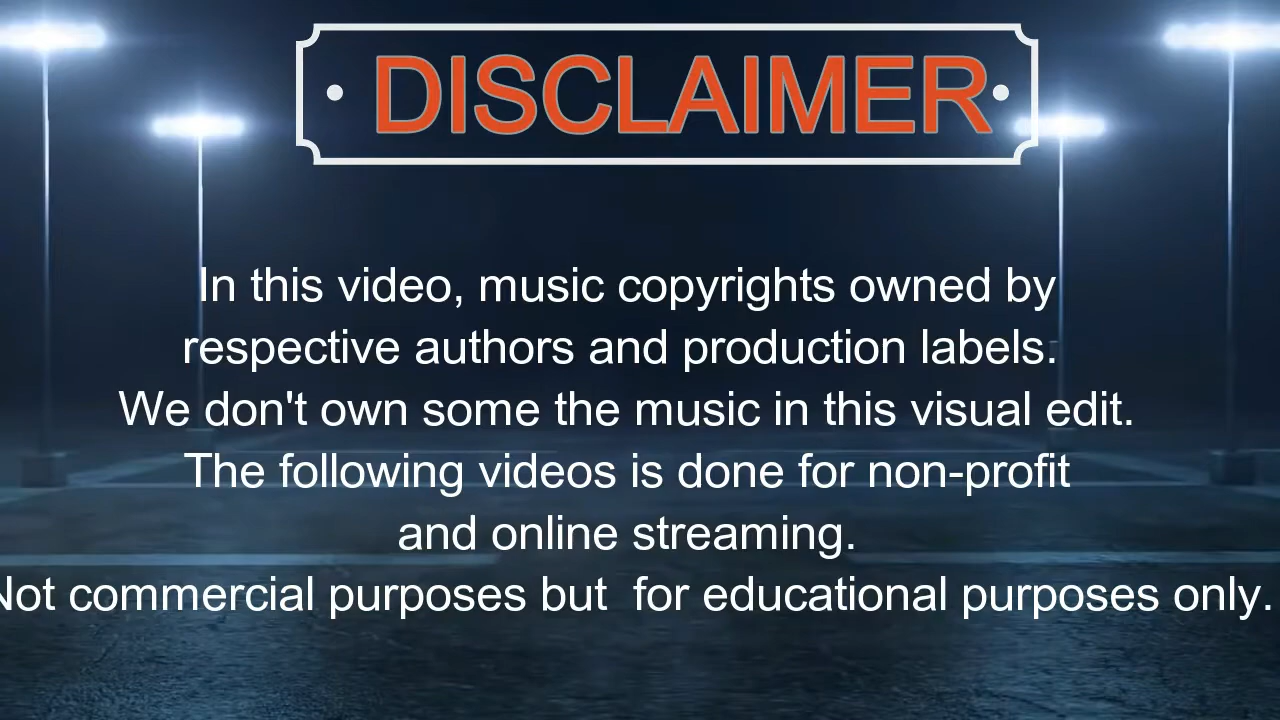 DISCLAIMER
In this video, music copyrights owned by
respective authors and production labels.
We don't own some the music in this visual edit.
The following videos is done for non-profit
and online streaming.
Not commercial purposes but  for educational purposes only.